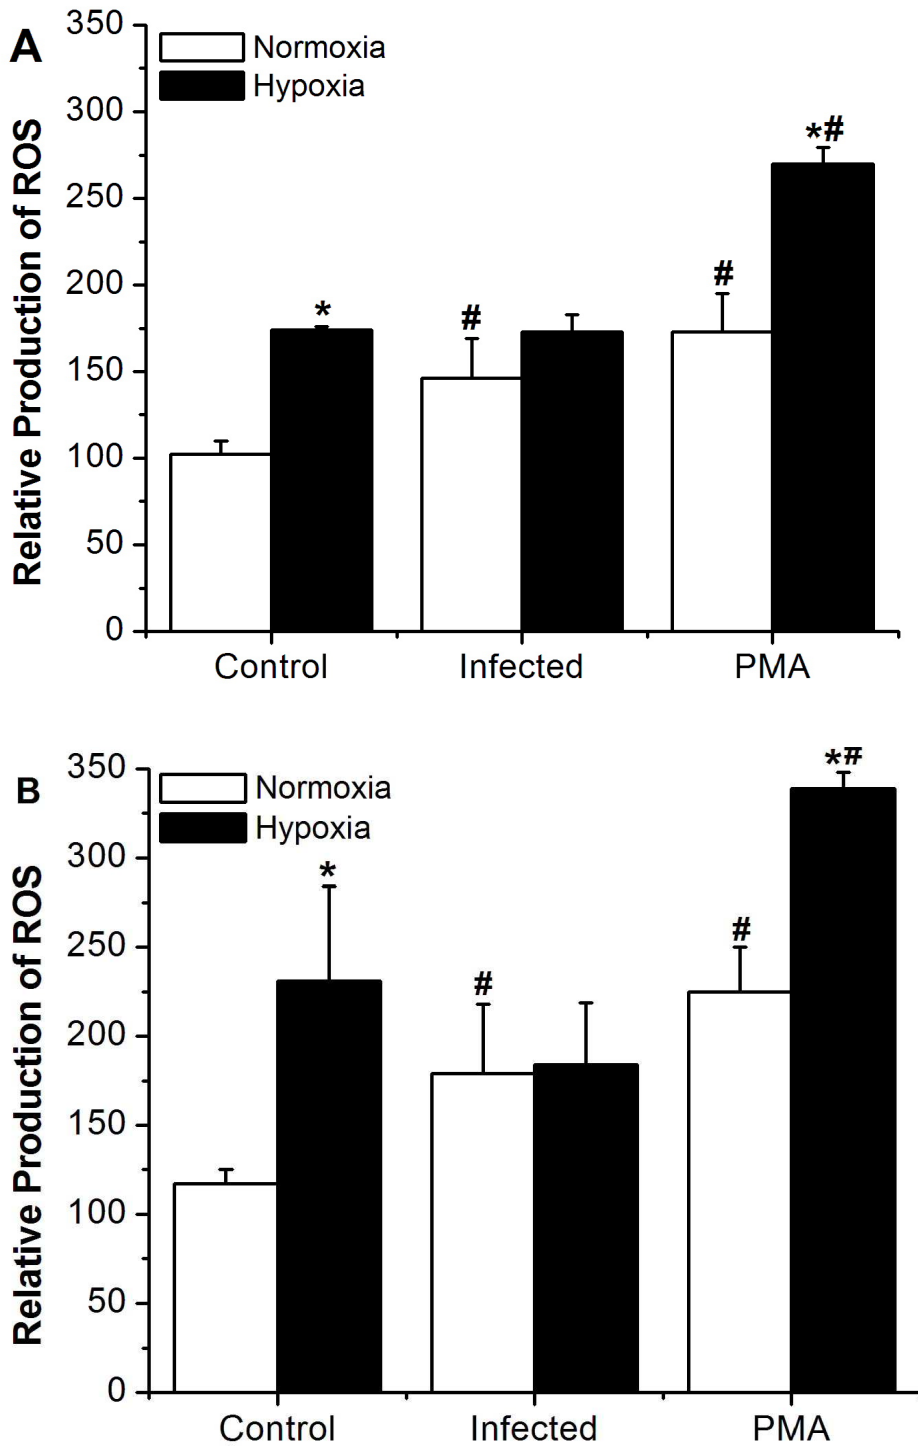 A
Relative Production of ROS
350
300
250
200
150
100
50
0
Normoxia
Hypoxia
*
#
#
*#
Control Infected PMA
B
Relative Production of ROS
350
300
250
200
150
100
50
0
Normoxia
Hypoxia
*
#
#
*#
Control Infected PMA